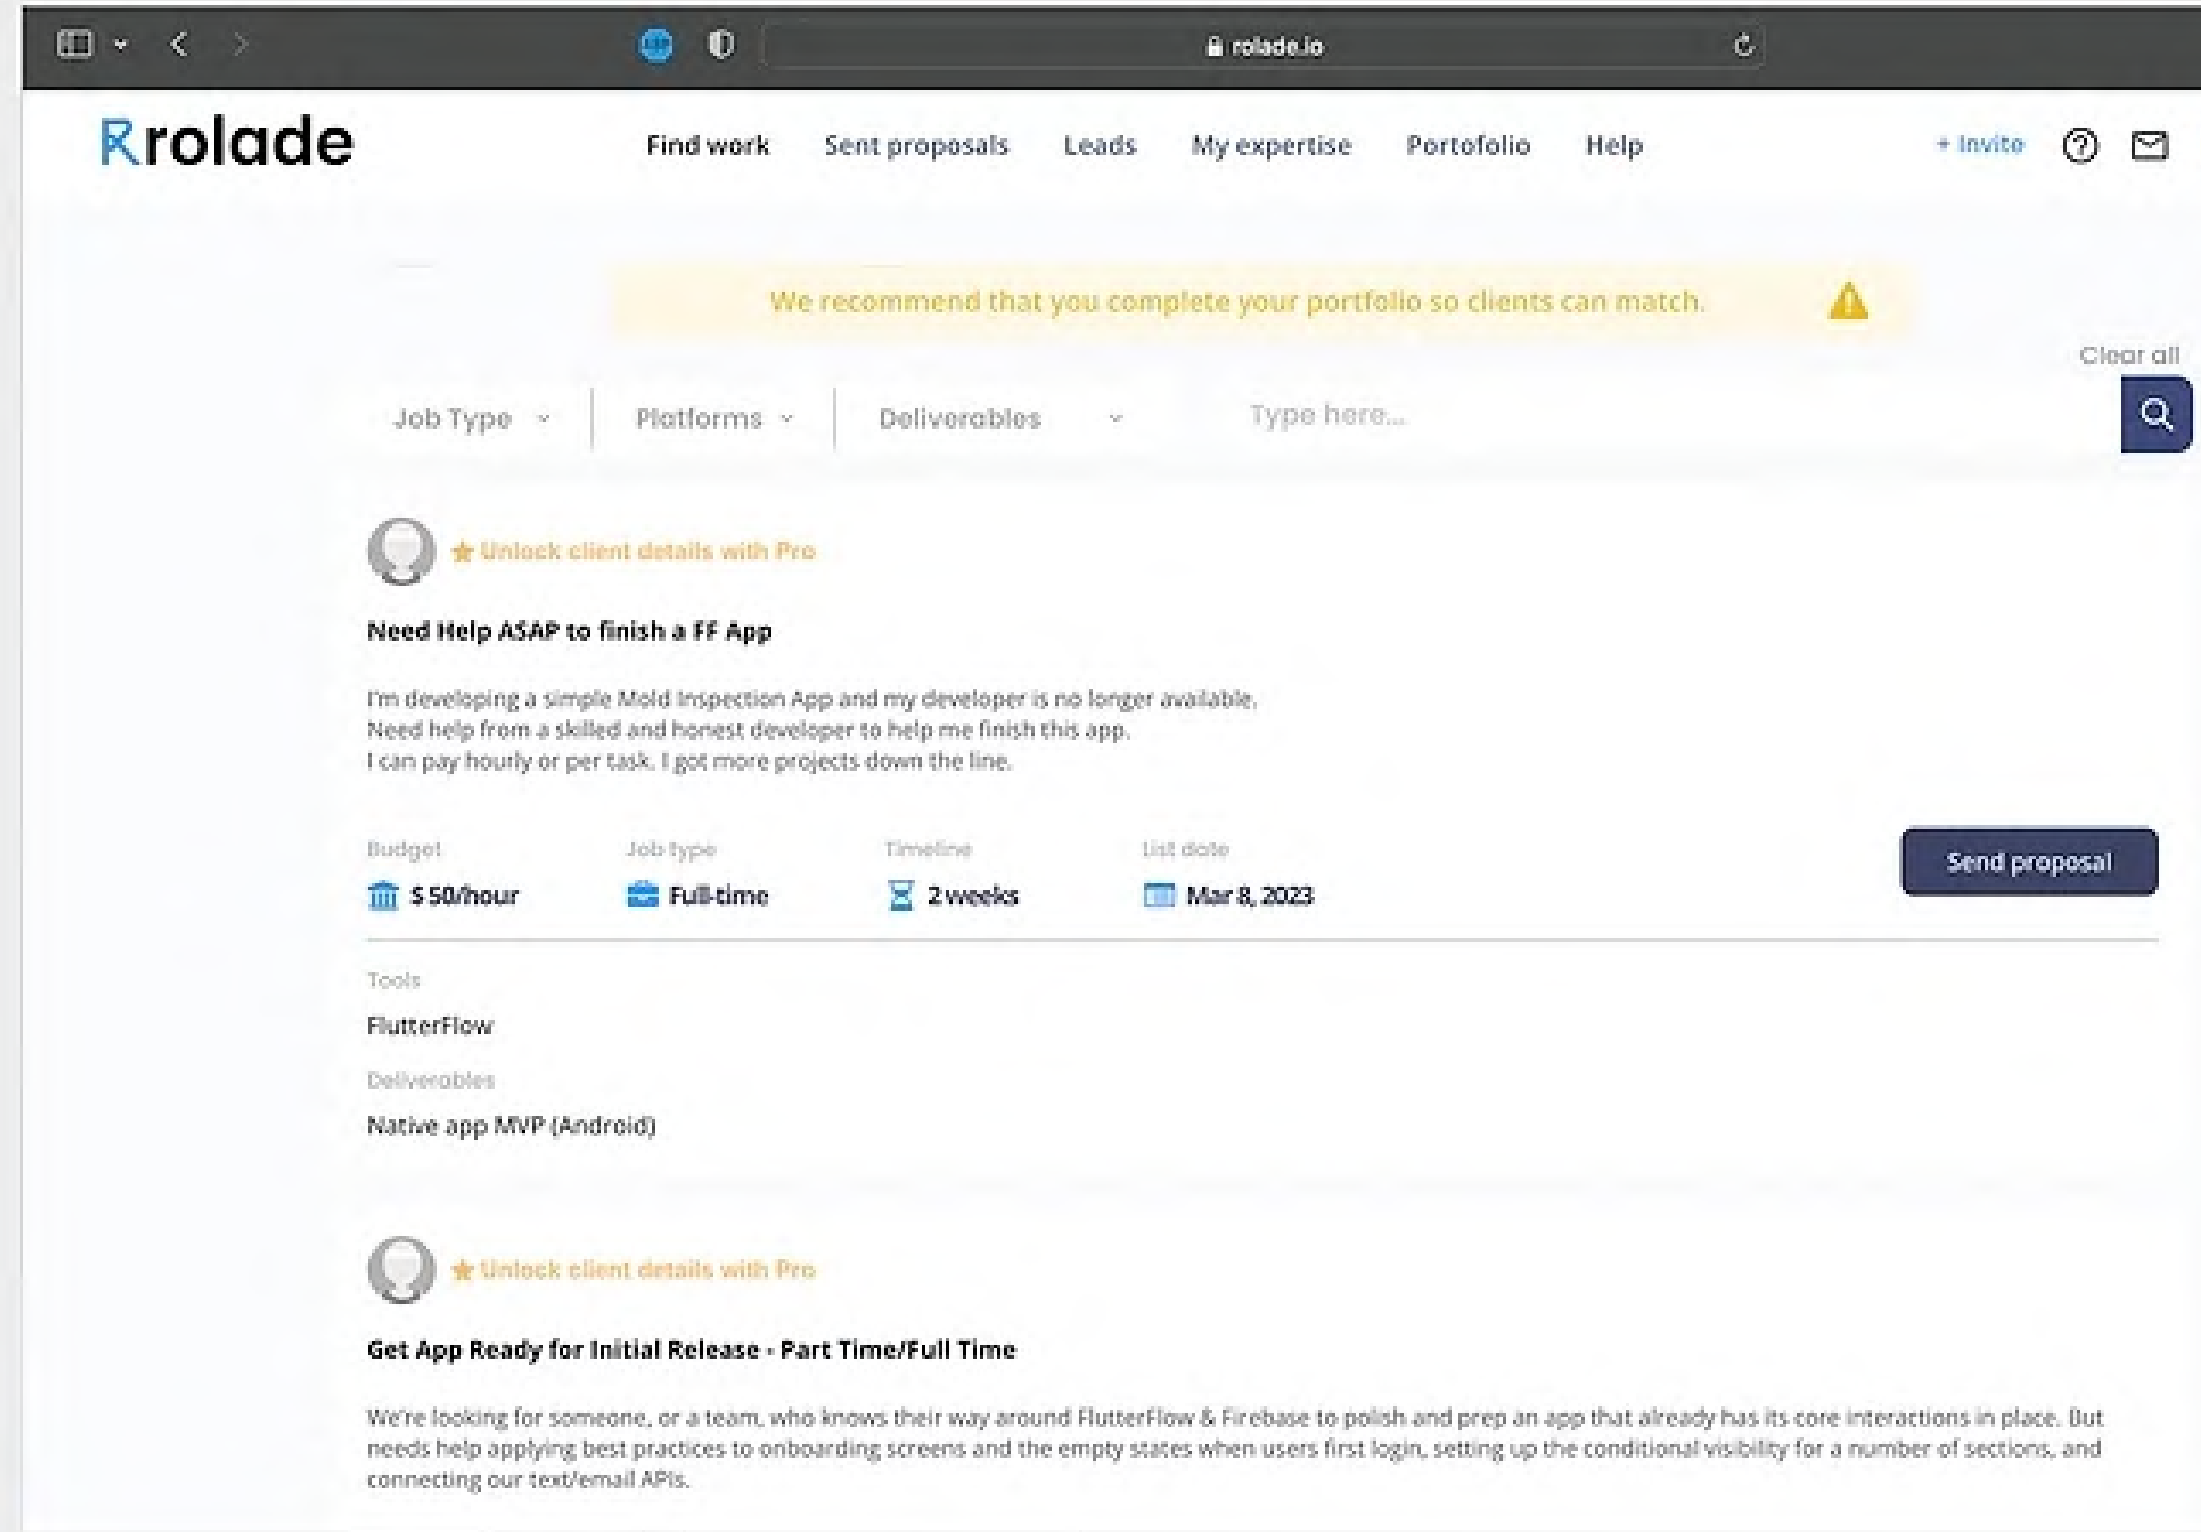 rolade.io
Rrolade
Find work Sent proposals Leads My expertise Portofolio Help + Invite
We recommend that you complete your portfolio so clients can match.
Clear all
Job Type Platforms Deliverables Type here...
Unlock client details with Pro
Need Help ASAP to finish a FF App
I'm developing a simple Mold Inspection App and my developer is no longer available.
Need help from a skilled and honest developer to help me finish this app.
I can pay hourly or per task. I got more projects down the line.
Budget Job type Timeline List date
$ 50/hour Full-time 2 weeks Mar 8, 2023
Send proposal
Tools
FlutterFlow
Deliverables
Native app MVP (Android)
Unlock client details with Pro
Get App Ready for Initial Release - Part Time/Full Time
We're looking for someone, or a team, who knows their way around FlutterFlow & Firebase to polish and prep an app that already has its core interactions in place. But
needs help applying best practices to onboarding screens and the empty states when users first login, setting up the conditional visibility for a number of sections, and
connecting our text/email APIs.